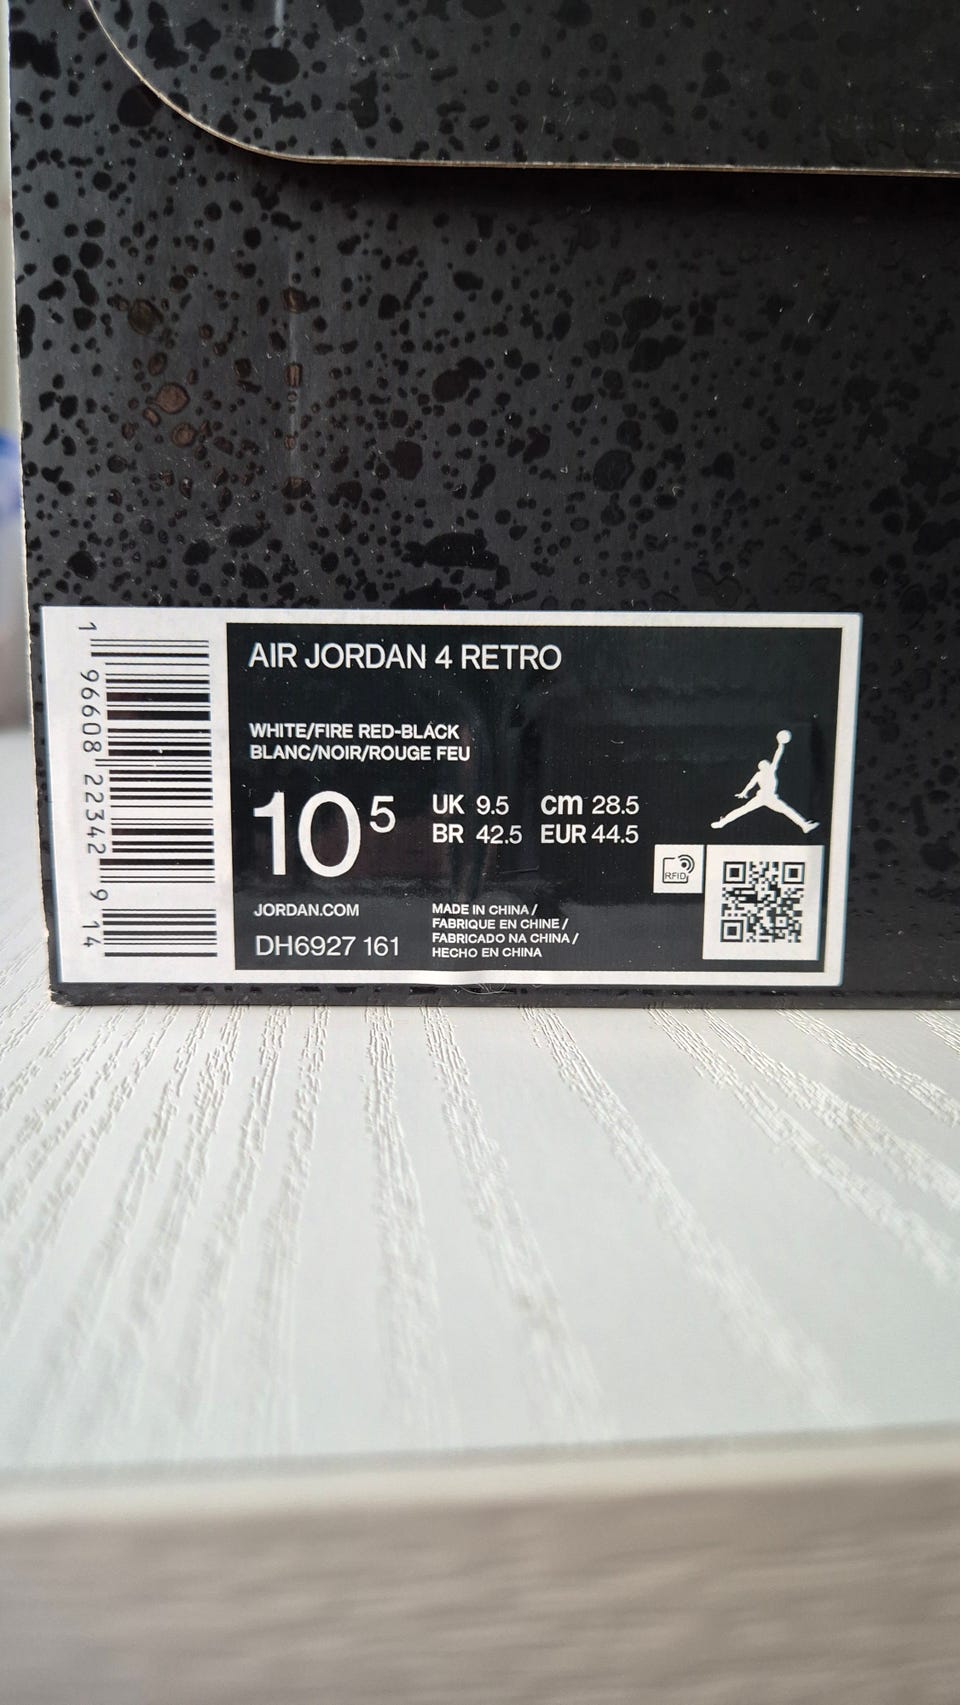 AIR JORDAN 4 RETRO
WHITE/FIRE RED-BLACK
BLANC/NOIR/ROUGE FEU
10 5
UK 9.5 cm 28.5
BR 42.5 EUR 44.5
RFID
JORDAN.COM
DH6927 161
MADE IN CHINA /
FABRIQUE EN CHINE /
FABRICADO NA CHINA /
HECHO EN CHINA
1 96608 22342 9 14